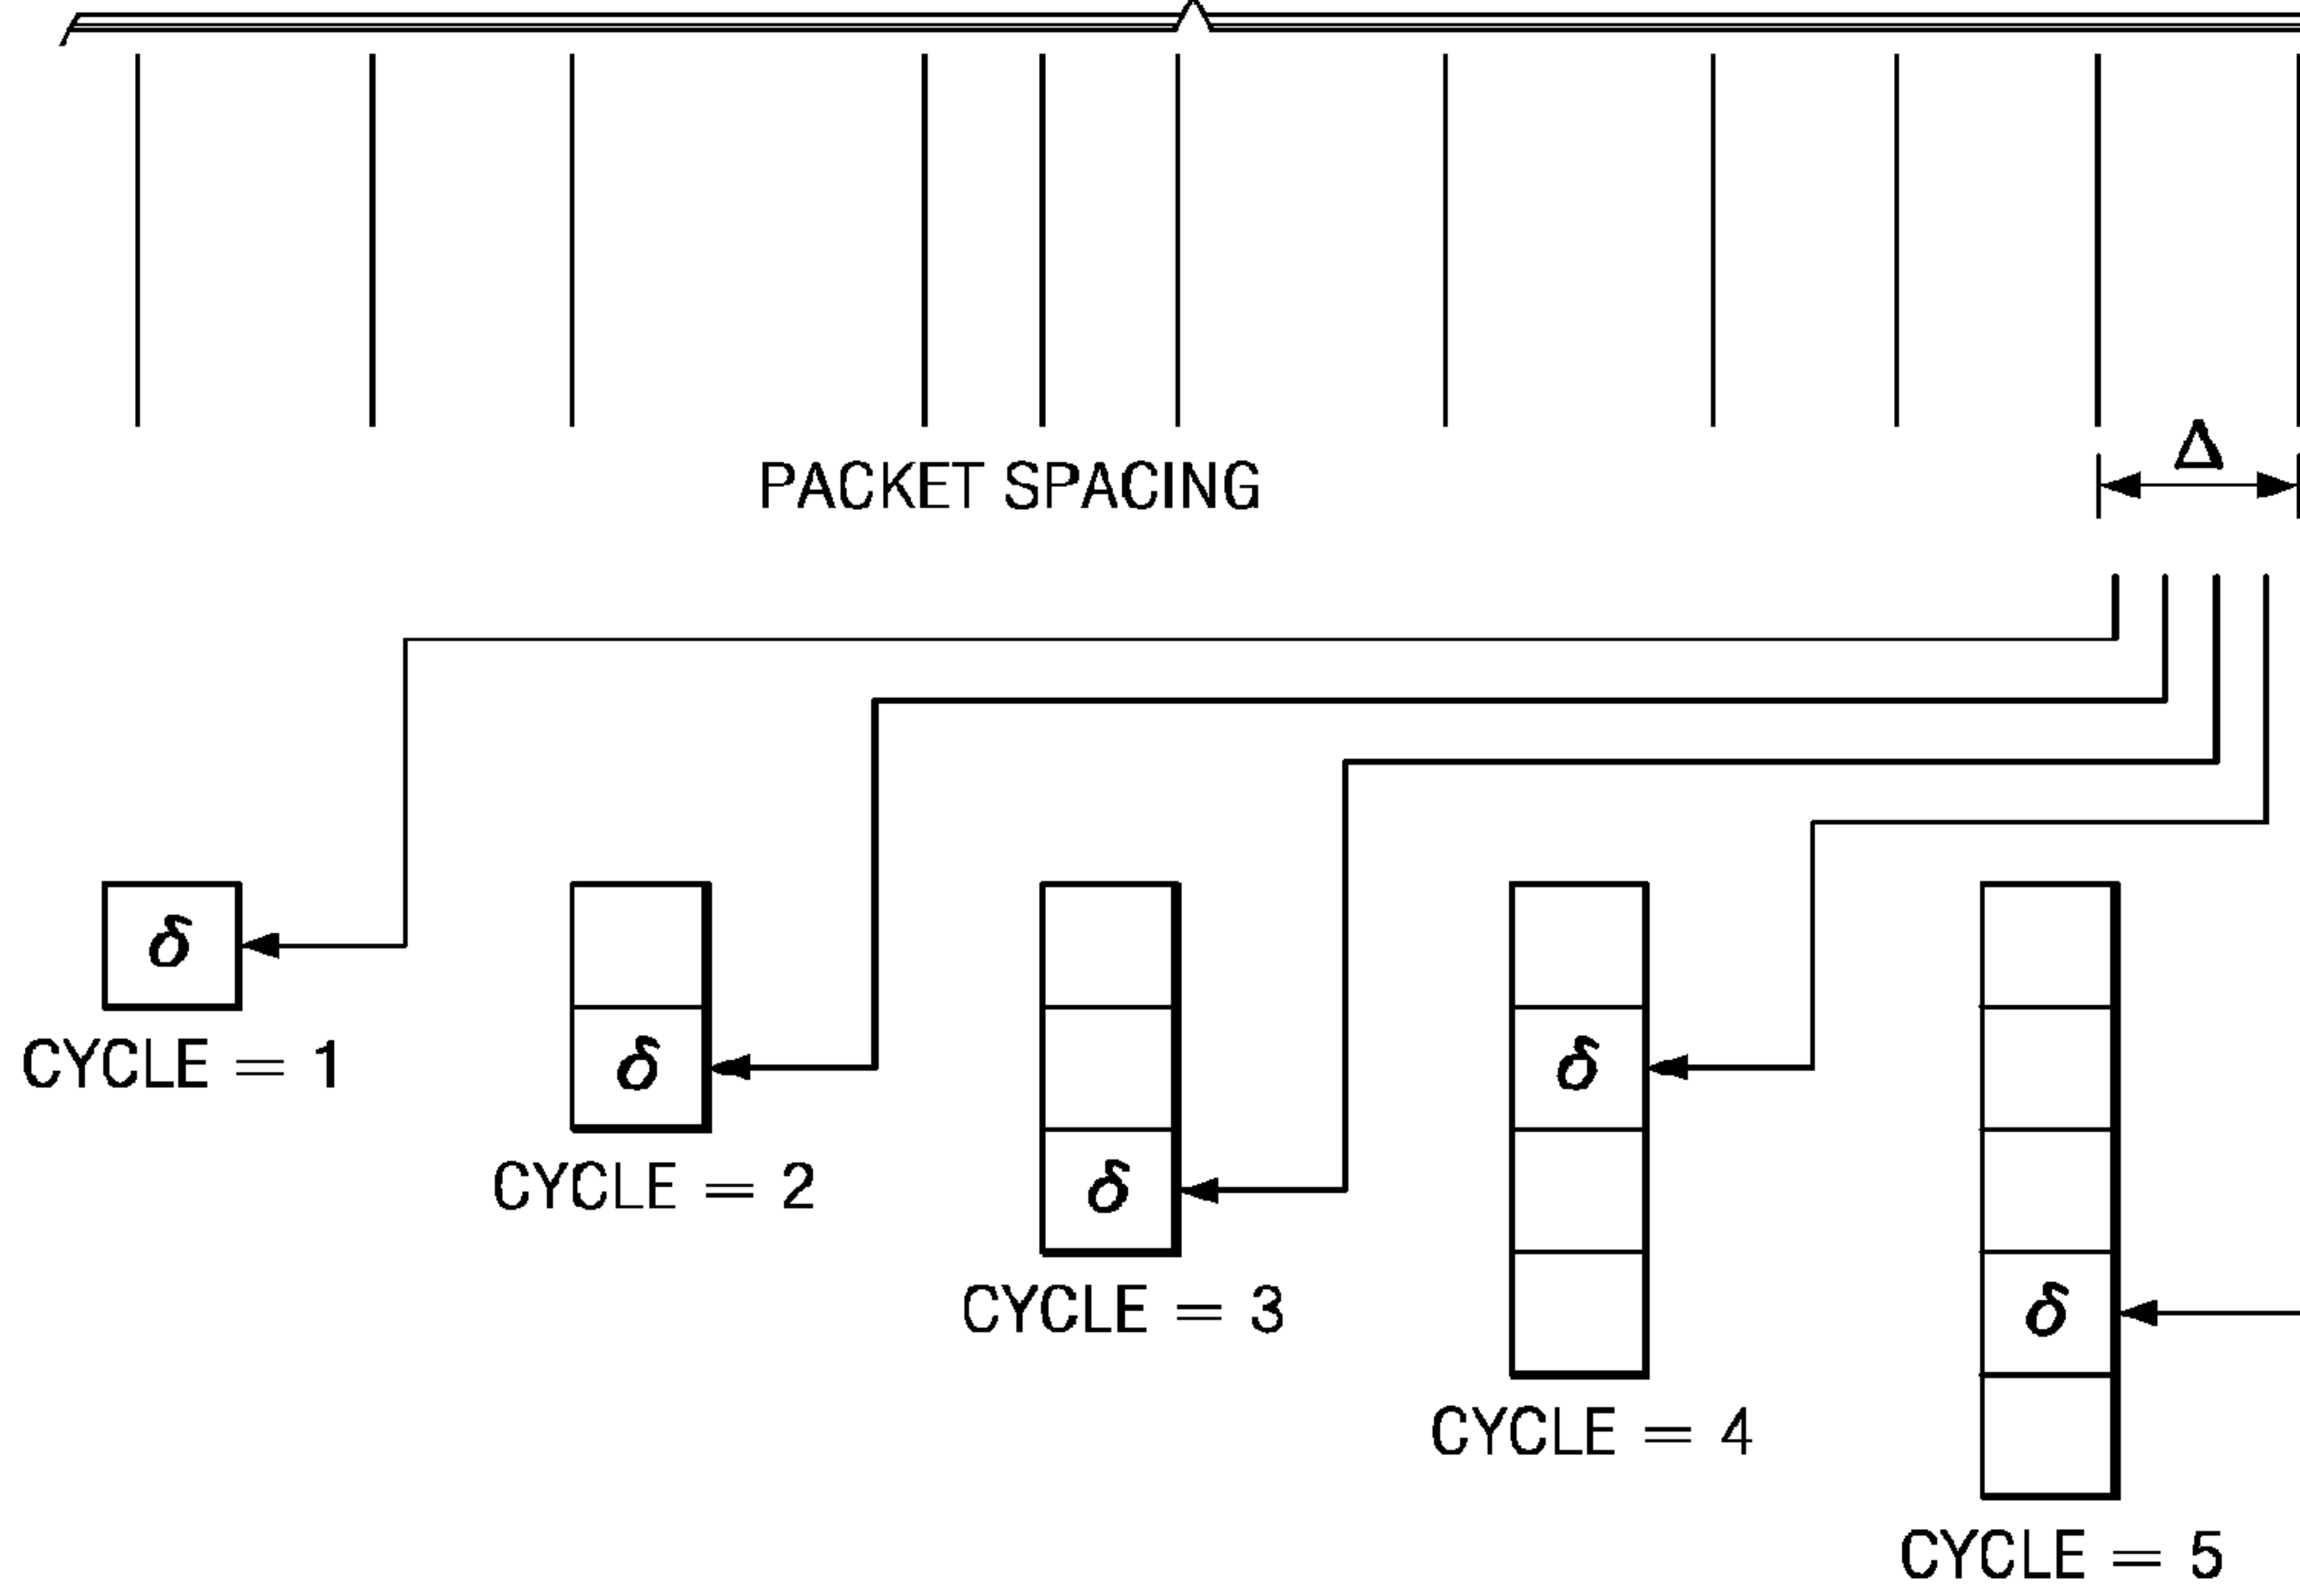 Δ
PACKET SPACING
δ
δ
δ
δ
δ
CYCLE = 1
CYCLE = 2
CYCLE = 3
CYCLE = 4
CYCLE = 5